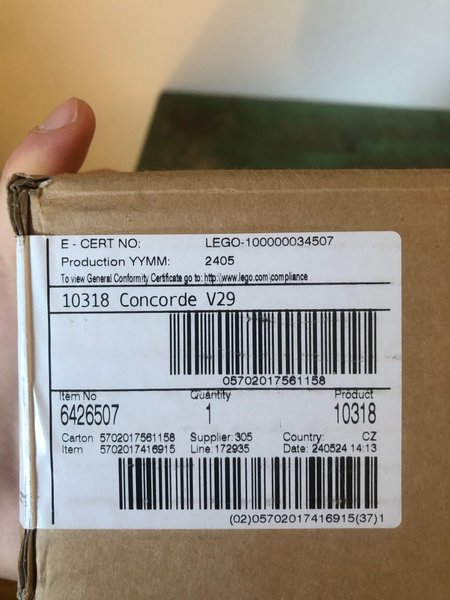 E - CERT NO: LEGO-100000034507
Production YYMM: 2405
To view General Conformity Certificate go to: http://www.lego.com/compliance
10318 Concorde V29
05702017561158
Item No Quantity Product
6426507 1 10318
Carton 5702017561158 Supplier: 305 Country: CZ
Item 5702017416915 Line: 172935 Date: 240524 14:13
(02)05702017416915(37)1